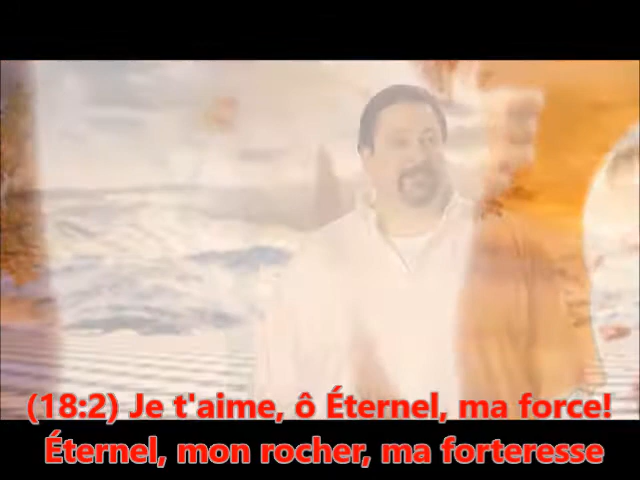 (18:2) Je t'aime, ô Éternel, ma force!
Éternel, mon rocher, ma forteresse